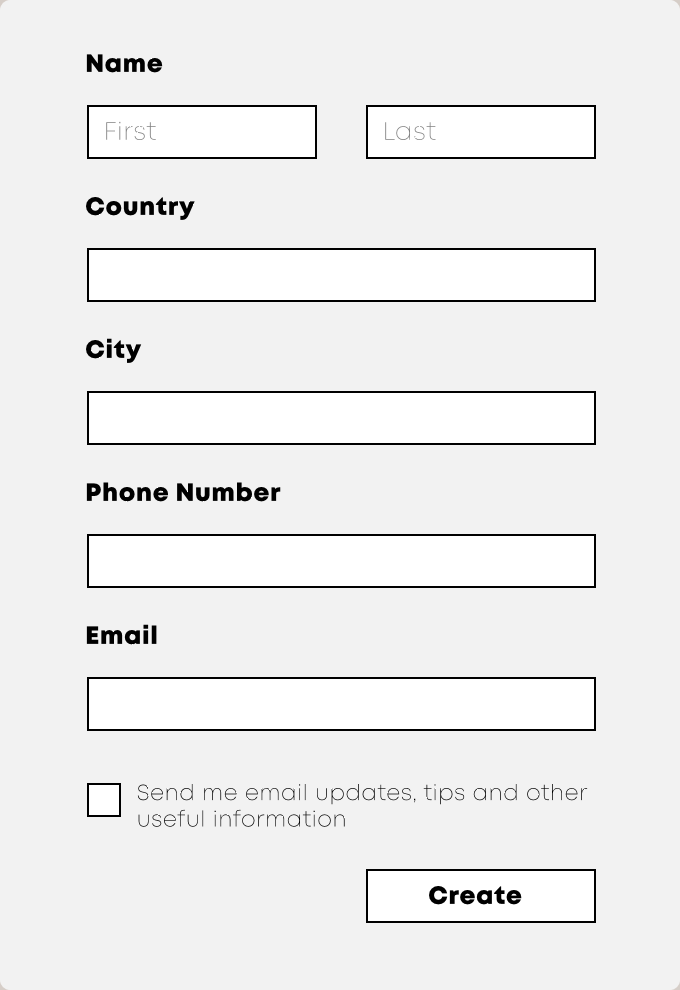 Name
First Last
Country
City
Phone Number
Email
Send me email updates, tips and other
useful information
Create